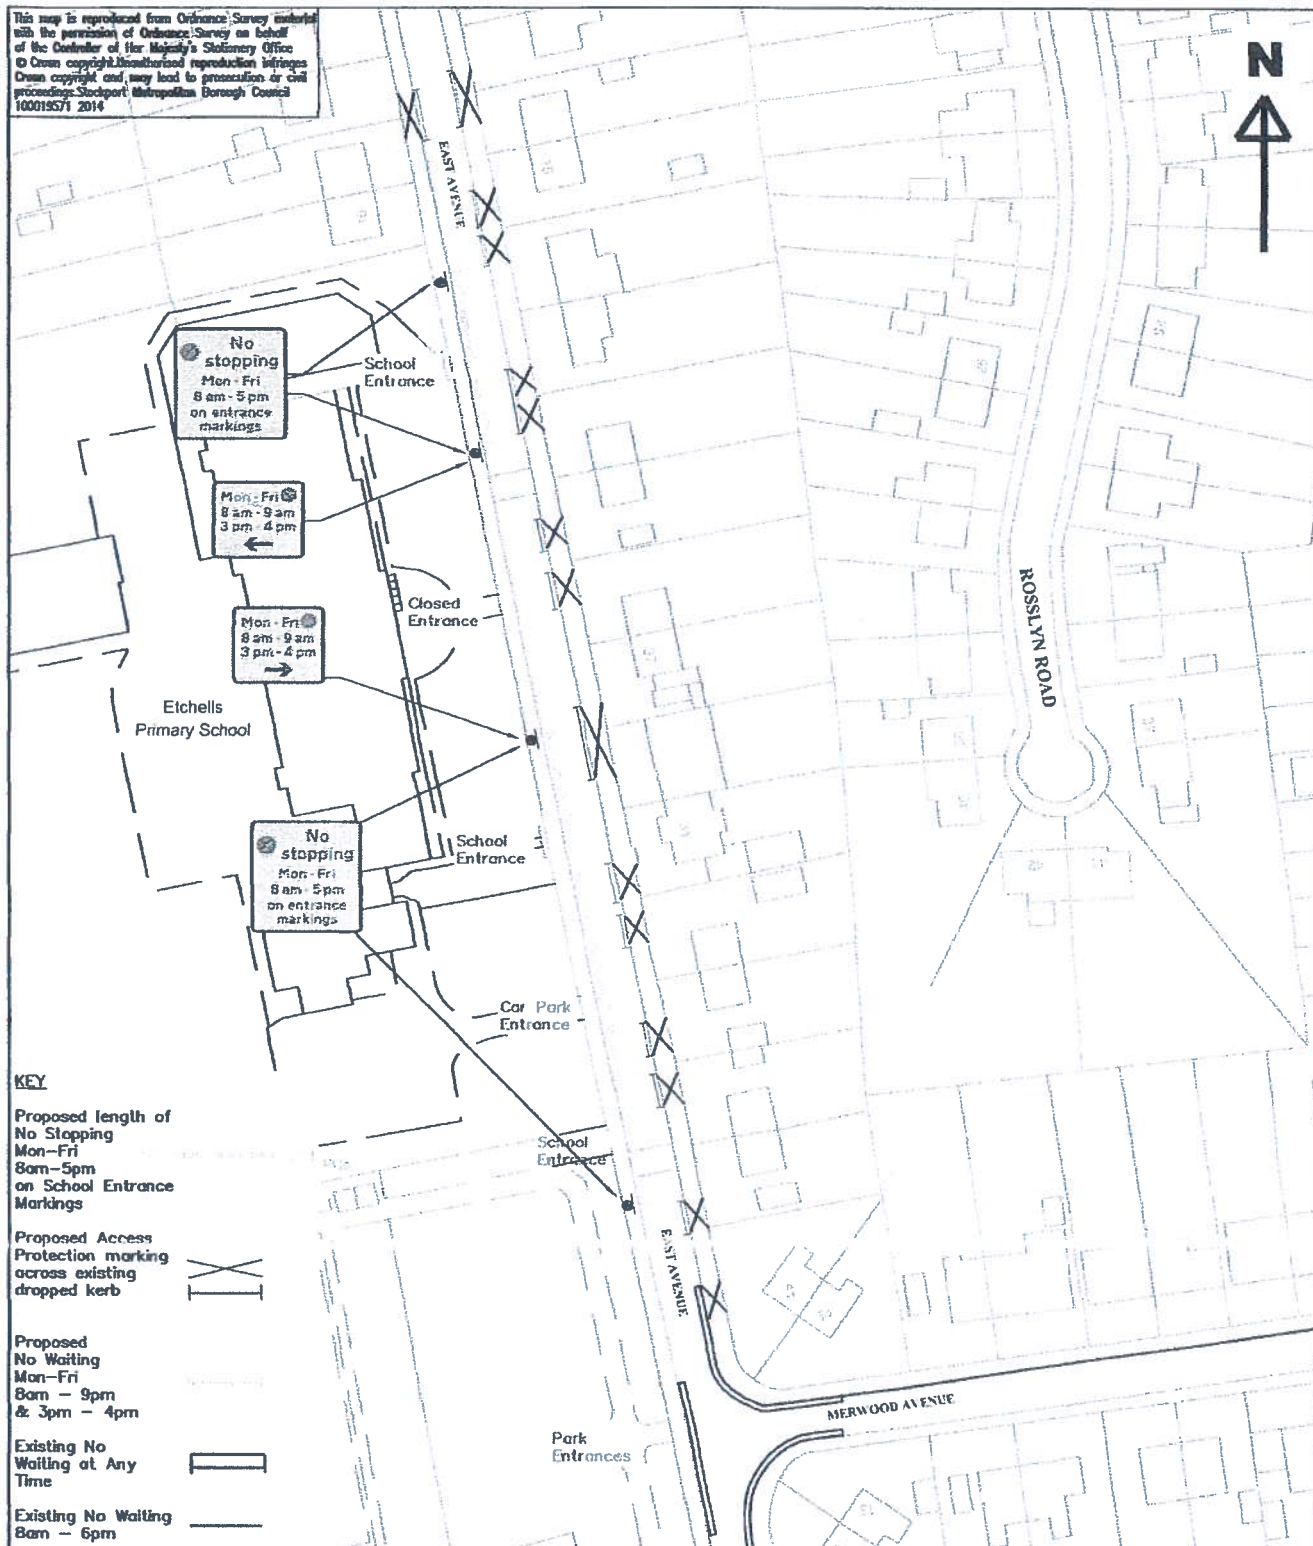 This map is reproduced from Ordnance Survey material
with the permission of Ordnance Survey on behalf
of the Controller of Her Majesty's Stationery Office
© Crown copyright.Unauthorised reproduction infringes
Crown copyright and may lead to prosecution or civil
proceedings.Stockport Metropolitan Borough Council
100019571 2014
N
EAST AVENUE
No
stopping
Mon - Fri
8 am - 5 pm
on entrance
markings
School
Entrance
Mon - Fri
8 am - 9 am
3 pm - 4 pm
←
Closed
Entrance
Mon - Fri
8 am - 9 am
3 pm - 4 pm
→
ROSSLYN ROAD
Etchells
Primary School
No
stopping
Mon - Fri
8 am - 5 pm
on entrance
markings
School
Entrance
Car Park
Entrance
School
Entrance
EAST AVENUE
MERWOOD AVENUE
Park
Entrances
KEY
Proposed length of
No Stopping
Mon-Fri
8am-5pm
on School Entrance
Markings
Proposed Access
Protection marking
across existing
dropped kerb
Proposed
No Waiting
Mon-Fri
8am - 9pm
& 3pm - 4pm
Existing No
Waiting at Any
Time
Existing No Waiting
8am - 6pm